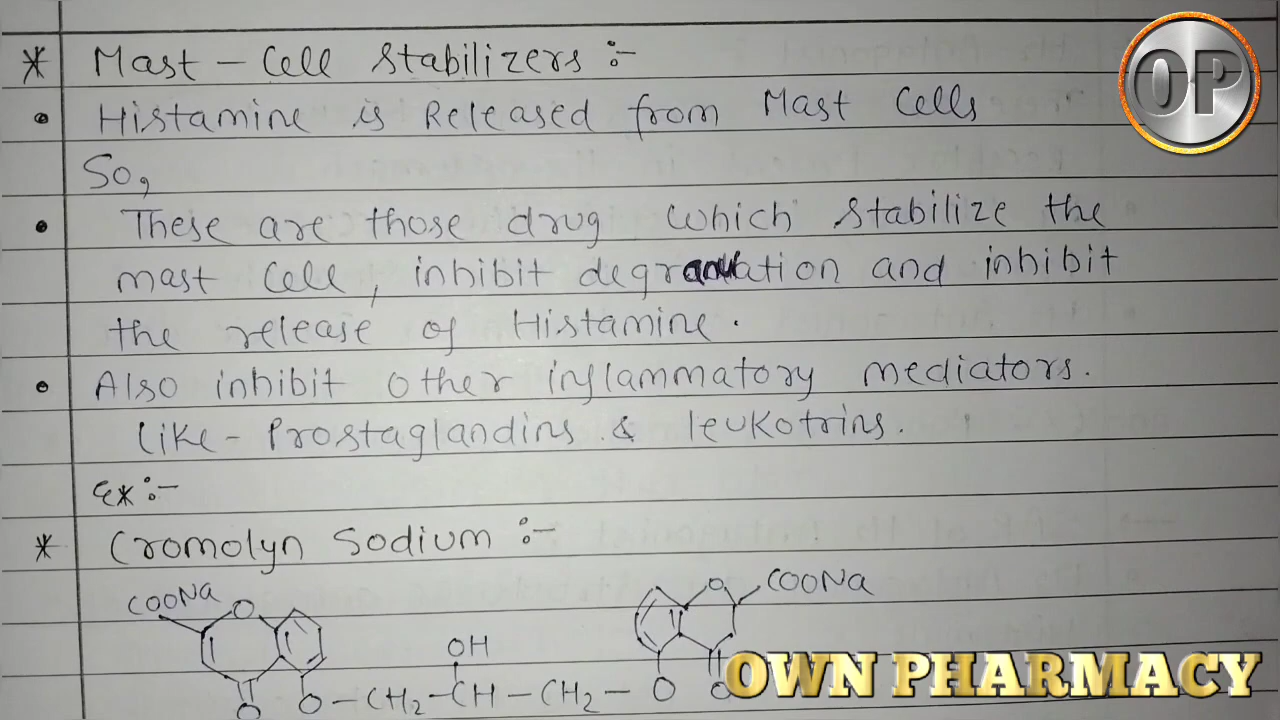 * Mast - Cell Stabilizers :-
• Histamine is Released from Mast Cells
So,
• These are those drug which stabilize the
mast cell, inhibit degranulation and inhibit
the release of Histamine.
• Also inhibit other inflammatory mediators.
like - Prostaglandins & leukotrins.
Ex :-
* Cromolyn Sodium :-
COONa O O COONa
OH
O O - CH2 - CH - CH2 - O O
OP
OWN PHARMACY